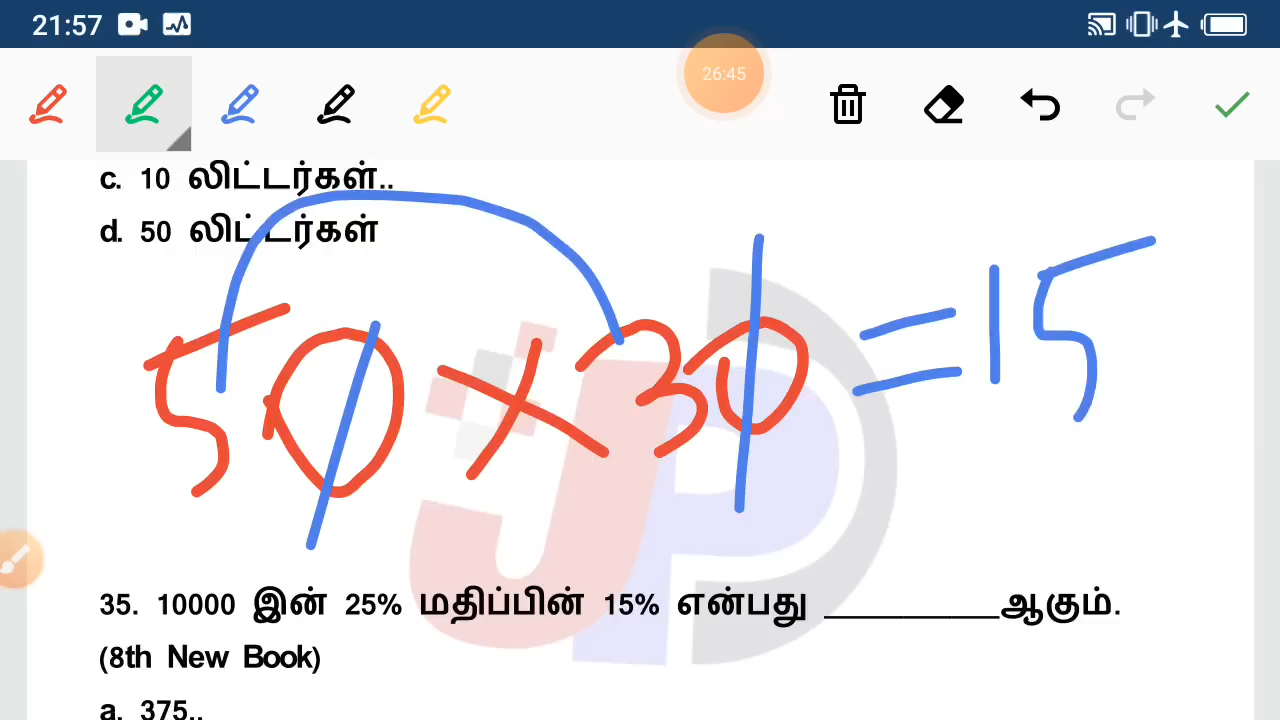 21:57
26:45
c. 10 லிட்டர்கள்..
d. 50 லிட்டர்கள்
50 × 30 = 15
35. 10000 இன் 25% மதிப்பின் 15% என்பது __________ஆகும்.
(8th New Book)
a. 375..